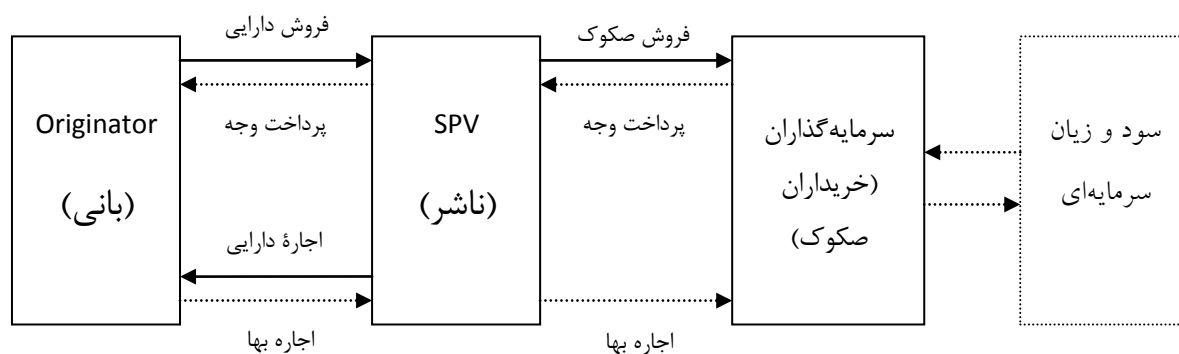 فروش دارایی
فروش صکوک
Originator
(بانی)
پرداخت وجه
SPV
(ناشر)
پرداخت وجه
سرمایه‌گذاران
(خریداران
صکوک)
سود و زیان
سرمایه‌ای
اجارهٔ دارایی
اجاره بها
اجاره بها